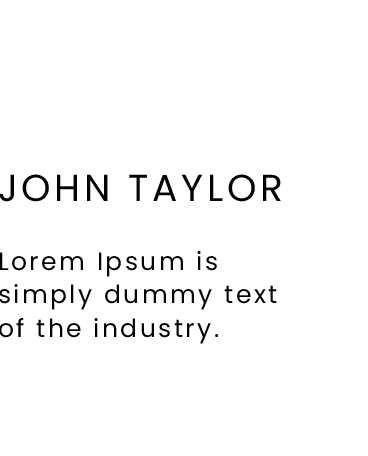 JOHN TAYLOR
Lorem Ipsum is
simply dummy text
of the industry.